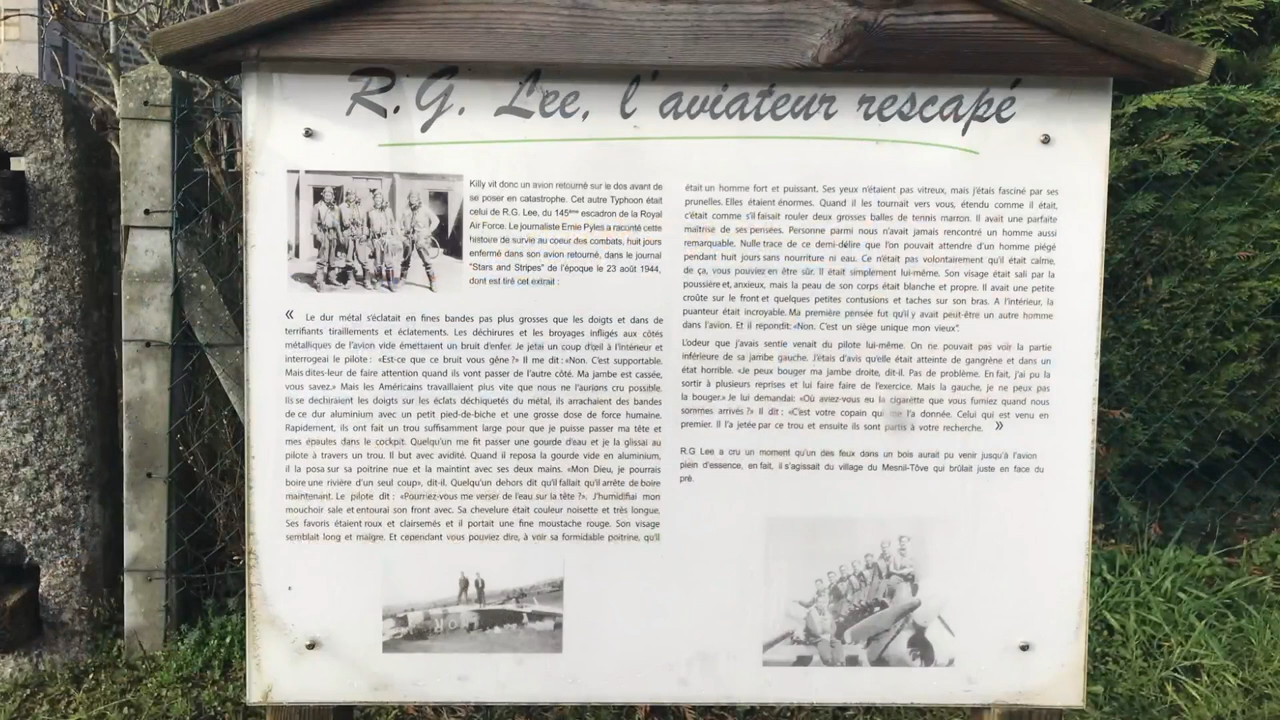 R.G. Lee, l'aviateur rescapé
Killy vit donc un avion retourné sur le dos avant de
se poser en catastrophe. Cet autre Typhoon était
celui de R.G. Lee, du 145ème escadron de la Royal
Air Force. Le journaliste Ernie Pyles a raconté cette
histoire de survie au coeur des combats, huit jours
enfermé dans son avion retourné, dans le journal
"Stars and Stripes" de l'époque le 23 août 1944,
dont est tiré cet extrait :
« Le dur métal s'éclatait en fines bandes pas plus grosses que les doigts et dans de
terrifiants tiraillements et éclatements. Les déchirures et les broyages infligés aux côtés
métalliques de l'avion vide émettaient un bruit d'enfer. Je jetai un coup d'œil à l'intérieur et
interrogeai le pilote : «Est-ce que ce bruit vous gène ?» Il me dit : «Non. C'est supportable.
Mais dites-leur de faire attention quand ils vont passer de l'autre côté. Ma jambe est cassée,
vous savez.» Mais les Américains travaillaient plus vite que nous ne l'aurions cru possible.
Ils se déchiraient les doigts sur les éclats déchiquetés du métal, ils arrachaient des bandes
de ce dur aluminium avec un petit pied-de-biche et une grosse dose de force humaine.
Rapidement, ils ont fait un trou suffisamment large pour que je puisse passer ma tête et
mes épaules dans le cockpit. Quelqu'un me fit passer une gourde d'eau et je la glissai au
pilote à travers un trou. Il but avec avidité. Quand il reposa la gourde vide en aluminium,
il la posa sur sa poitrine nue et la maintint avec ses deux mains. «Mon Dieu, je pourrais
boire une rivière d'un seul coup», dit-il. Quelqu'un dehors dit qu'il fallait qu'il arrête de boire
maintenant. Le pilote dit : «Pourriez-vous me verser de l'eau sur la tête ?». J'humidifiai mon
mouchoir sale et entourai son front avec. Sa chevelure était couleur noisette et très longue.
Ses favoris étaient roux et clairsemés et il portait une fine moustache rouge. Son visage
semblait long et maigre. Et cependant vous pouviez dire, à voir sa formidable poitrine, qu'il
était un homme fort et puissant. Ses yeux n'étaient pas vitreux, mais j'étais fasciné par ses
prunelles. Elles étaient énormes. Quand il les tournait vers vous, étendu comme il était,
c'était comme s'il faisait rouler deux grosses balles de tennis marron. Il avait une parfaite
maîtrise de ses pensées. Personne parmi nous n'avait jamais rencontré un homme aussi
remarquable. Nulle trace de ce demi-délire que l'on pouvait attendre d'un homme piégé
pendant huit jours sans nourriture ni eau. Ce n'était pas volontairement qu'il était calme,
de ça, vous pouviez en être sûr. Il était simplement lui-même. Son visage était sali par la
poussière et, anxieux, mais la peau de son corps était blanche et propre. Il avait une petite
croûte sur le front et quelques petites contusions et taches sur son bras. A l'intérieur, la
puanteur était incroyable. Ma première pensée fut qu'il y avait peut-être un autre homme
dans l'avion. Et il repondit: «Non. C'est un siège unique mon vieux".
L'odeur que j'avais sentie venait du pilote lui-même. On ne pouvait pas voir la partie
inférieure de sa jambe gauche. J'étais d'avis qu'elle était atteinte de gangrène et dans un
état horrible. «Je peux bouger ma jambe droite, dit-il. Pas de problème. En fait, j'ai pu la
sortir à plusieurs reprises et lui faire faire de l'exercice. Mais la gauche, je ne peux pas
la bouger.» Je lui demandai: «Où aviez-vous eu la cigarette que vous fumiez quand nous
sommes arrivés ?» Il dit : «C'est votre copain qui me l'a donnée. Celui qui est venu en
premier. Il l'a jetée par ce trou et ensuite ils sont partis à votre recherche. »
R.G Lee a cru un moment qu'un des feux dans un bois aurait pu venir jusqu'à l'avion
plein d'essence, en fait, il s'agissait du village du Mesnil-Tôve qui brûlait juste en face du
pré.